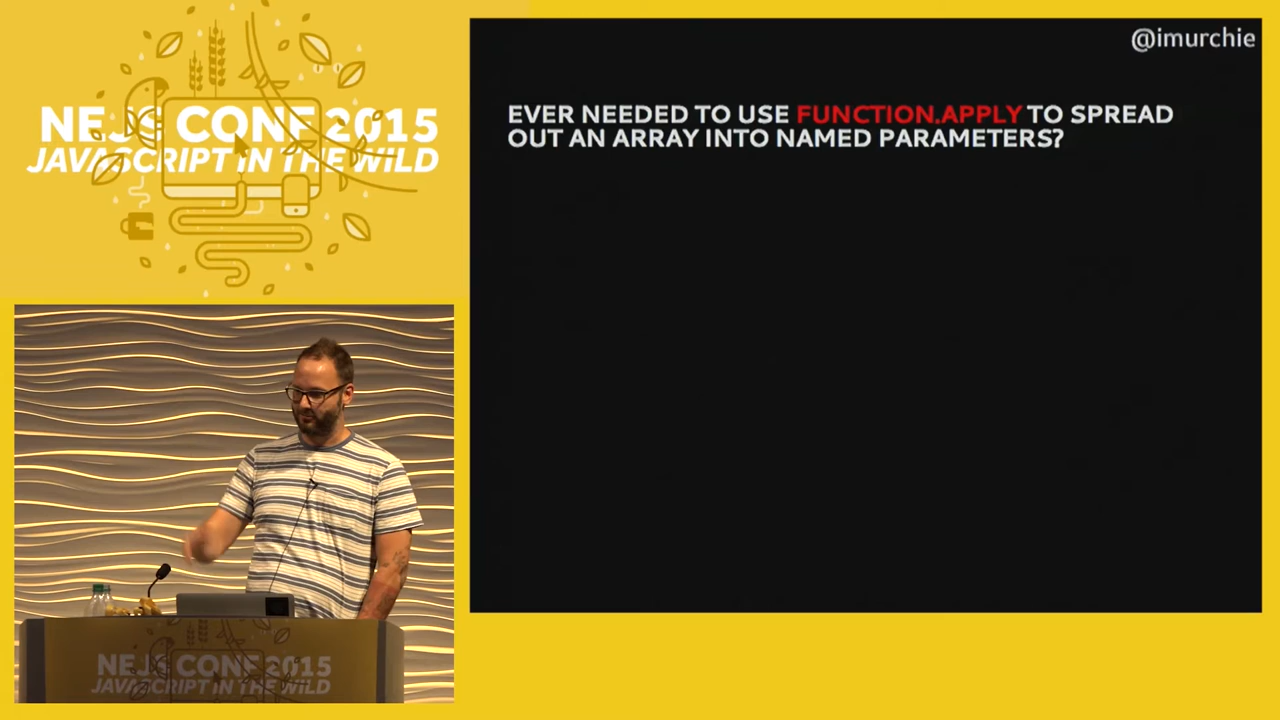 NEJS CONF 2015
JAVASCRIPT IN THE WILD
@imurchie
EVER NEEDED TO USE FUNCTION.APPLY TO SPREAD
OUT AN ARRAY INTO NAMED PARAMETERS?
NEJS CONF 2015
JAVASCRIPT IN THE WILD